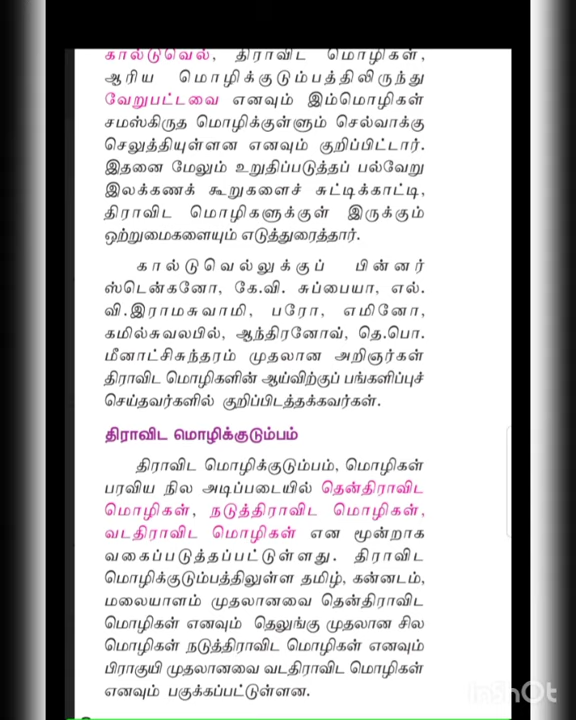 கால்டுவெல், திராவிட மொழிகள்,
ஆரிய மொழிக்குடும்பத்திலிருந்து
வேறுபட்டவை எனவும் இம்மொழிகள்
சமஸ்கிருத மொழிக்குள்ளும் செல்வாக்கு
செலுத்தியுள்ளன எனவும் குறிப்பிட்டார்.
இதனை மேலும் உறுதிப்படுத்தப் பல்வேறு
இலக்கணக் கூறுகளைச் சுட்டிக்காட்டி,
திராவிட மொழிகளுக்குள் இருக்கும்
ஒற்றுமைகளையும் எடுத்துரைத்தார்.
கால்டுவெல்லுக்குப் பின்னர்
ஸ்டென்கனோ, கே.வி. சுப்பையா, எல்.
வி.இராமசுவாமி, பரோ, எமினோ,
கமில்சுவலபில், ஆந்திரனோவ், தெ.பொ.
மீனாட்சிசுந்தரம் முதலான அறிஞர்கள்
திராவிட மொழிகளின் ஆய்விற்குப் பங்களிப்புச்
செய்தவர்களில் குறிப்பிடத்தக்கவர்கள்.
திராவிட மொழிக்குடும்பம்
திராவிட மொழிக்குடும்பம், மொழிகள்
பரவிய நில அடிப்படையில் தென்திராவிட
மொழிகள், நடுத்திராவிட மொழிகள்,
வடதிராவிட மொழிகள் என மூன்றாக
வகைப்படுத்தப்பட்டுள்ளது. திராவிட
மொழிக்குடும்பத்திலுள்ள தமிழ், கன்னடம்,
மலையாளம் முதலானவை தென்திராவிட
மொழிகள் எனவும் தெலுங்கு முதலான சில
மொழிகள் நடுத்திராவிட மொழிகள் எனவும்
பிராகுயி முதலானவை வடதிராவிட மொழிகள்
எனவும் பகுக்கப்பட்டுள்ளன.
InShOt